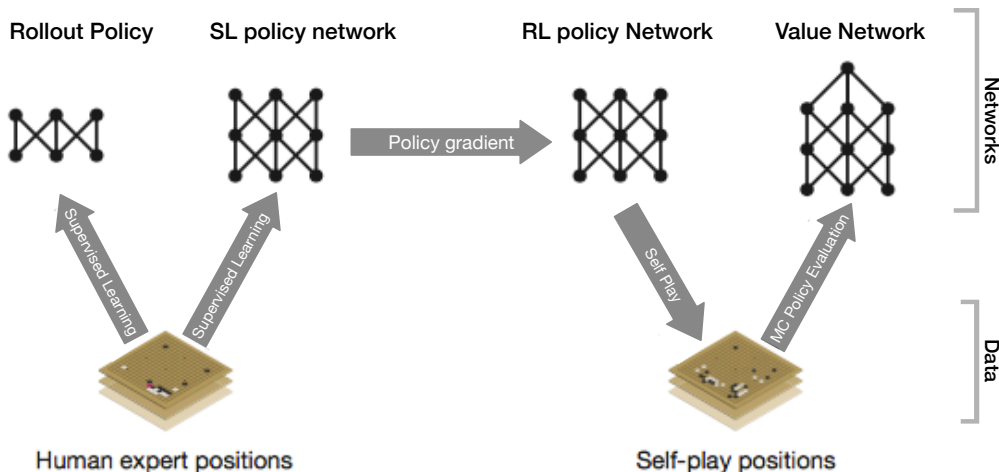 Rollout Policy
SL policy network
RL policy Network
Value Network
Networks
Policy gradient
Supervised Learning
Supervised Learning
Self Play
MC Policy Evaluation
Data
Human expert positions
Self-play positions